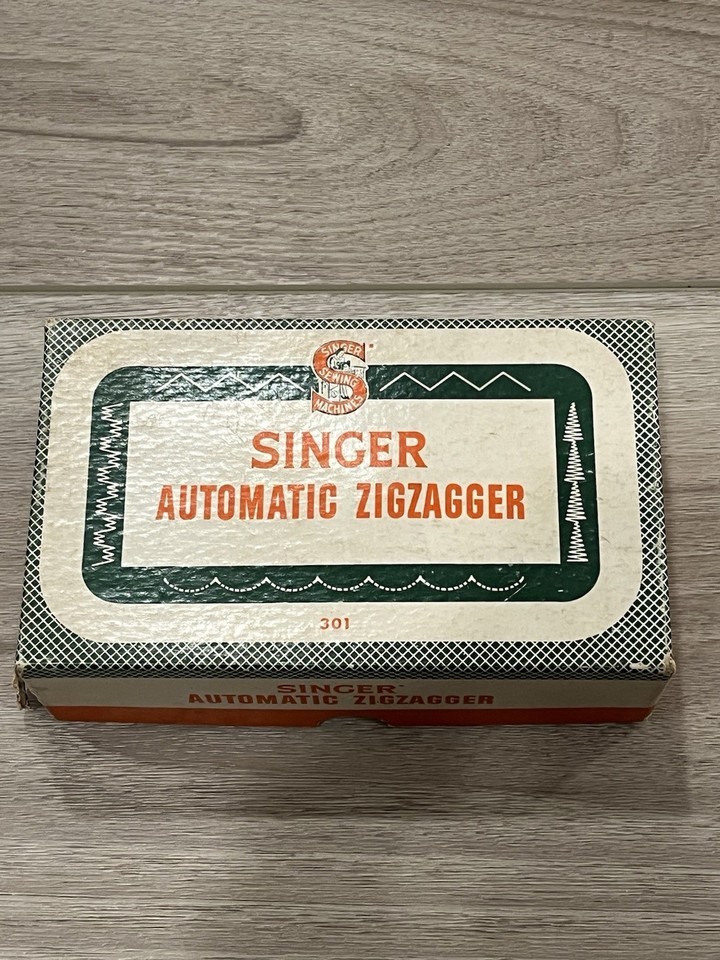 SINGER
SEWING
MACHINES
SINGER
AUTOMATIC ZIGZAGGER
301
SINGER
AUTOMATIC ZIGZAGGER